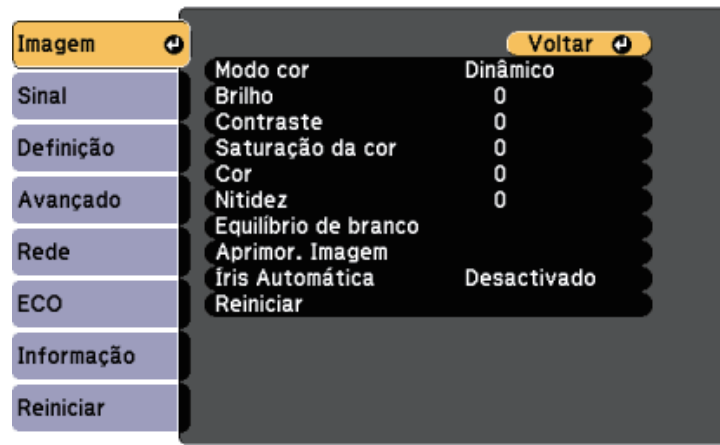 Imagem
Voltar
Modo cor Dinâmico
Sinal
Brilho 0
Contraste 0
Definição
Saturação da cor 0
Cor 0
Avançado
Nitidez 0
Equilíbrio de branco
Rede
Aprimor. Imagem
Íris Automática Desactivado
ECO
Reiniciar
Informação
Reiniciar